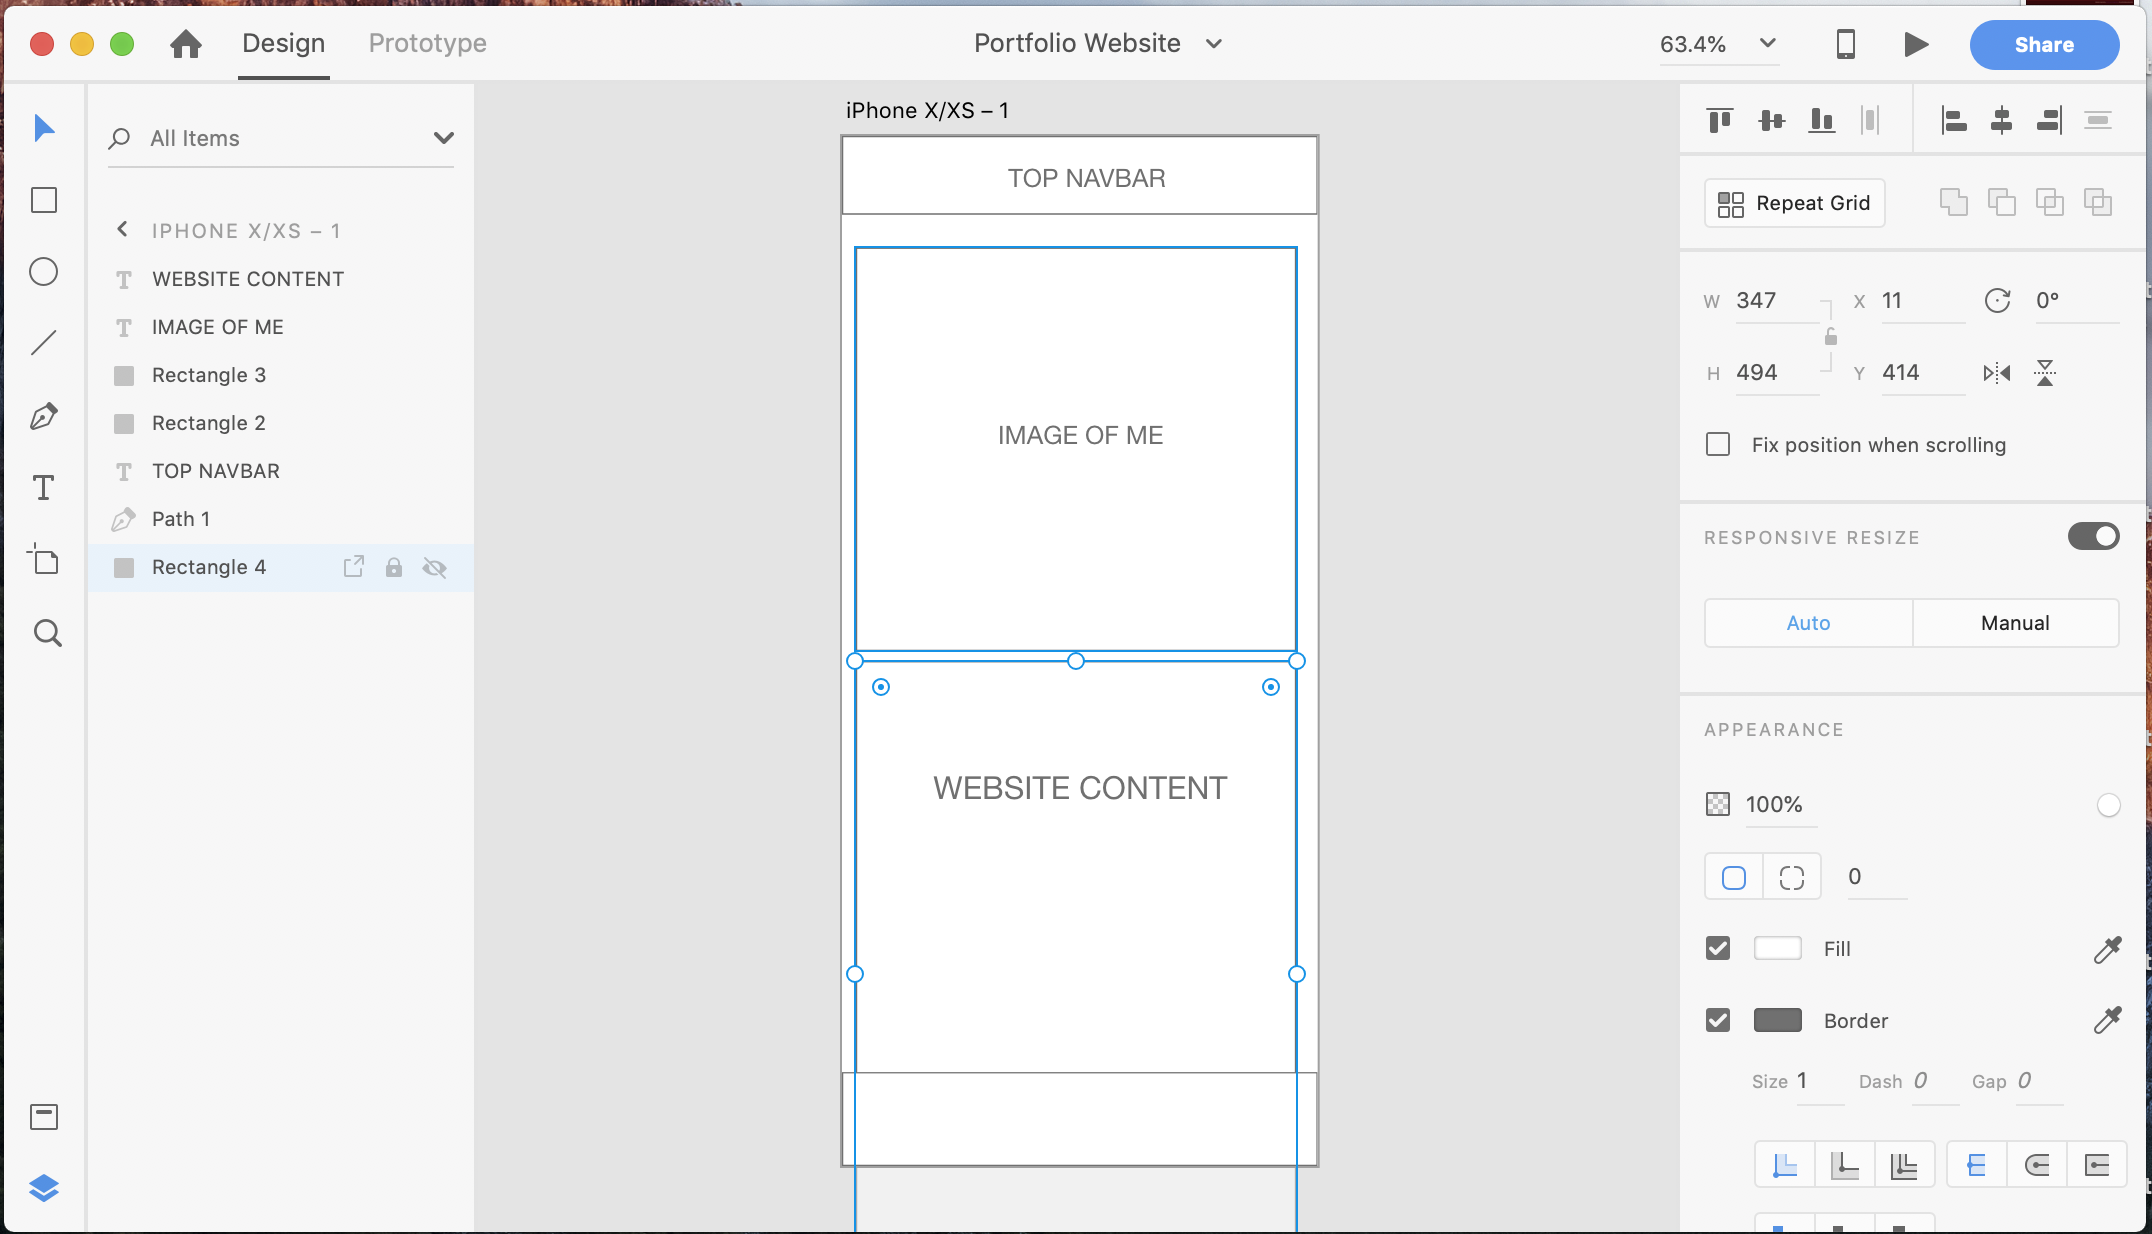 Design Prototype Portfolio Website 63.4% Share
All Items
IPHONE X/XS – 1
WEBSITE CONTENT
IMAGE OF ME
Rectangle 3
Rectangle 2
TOP NAVBAR
Path 1
Rectangle 4
iPhone X/XS – 1
TOP NAVBAR
IMAGE OF ME
WEBSITE CONTENT
Repeat Grid
W 347 X 11 0°
H 494 Y 414
Fix position when scrolling
RESPONSIVE RESIZE
Auto Manual
APPEARANCE
100%
0
Fill
Border
Size 1 Dash 0 Gap 0